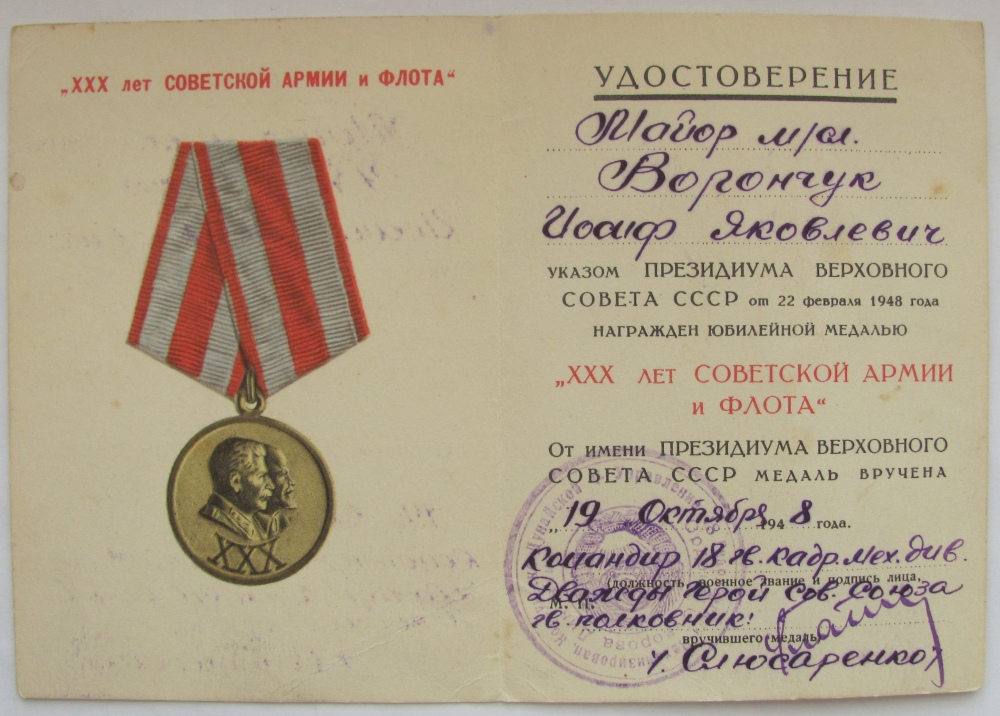 „XXX лет СОВЕТСКОЙ АРМИИ и ФЛОТА“
XXX
УДОСТОВЕРЕНИЕ
Майор м/сл.
Ворончук
Иосиф Яковлевич
УКАЗОМ ПРЕЗИДИУМА ВЕРХОВНОГО
СОВЕТА СССР от 22 февраля 1948 года
НАГРАЖДЕН ЮБИЛЕЙНОЙ МЕДАЛЬЮ
„XXX ЛЕТ СОВЕТСКОЙ АРМИИ
и ФЛОТА“
От имени ПРЕЗИДИУМА ВЕРХОВНОГО
СОВЕТА СССР МЕДАЛЬ ВРУЧЕНА
„19 Октября 1948 года.
Командир 18 гв. кадр. мех. див.
(должность, военное звание и подпись лица,
Дважды Герой Сов. Союза
М. П.
гв. полковник:
вручившего медаль)
Слюсаренко)